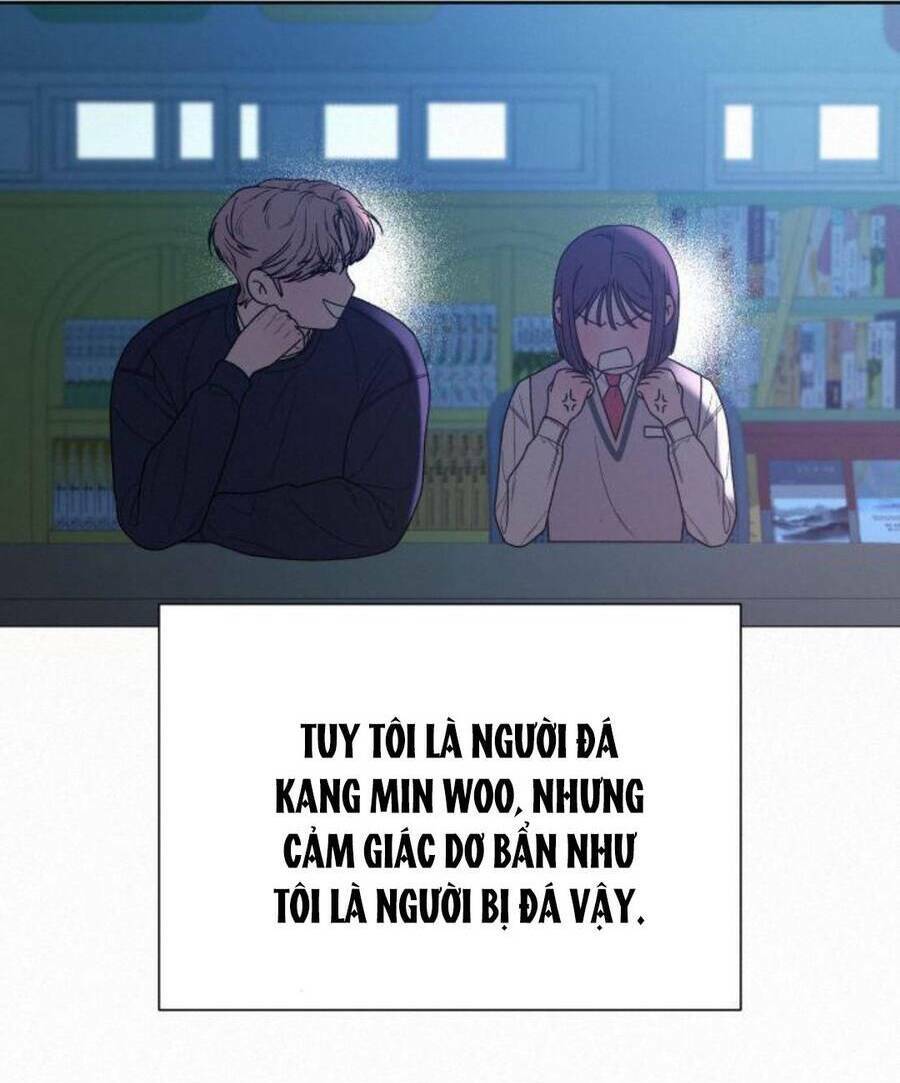 TUY TÔI LÀ NGƯỜI ĐÁ
KANG MIN WOO, NHƯNG
CẢM GIÁC DƠ BẨN NHƯ
TÔI LÀ NGƯỜI BỊ ĐÁ VẬY.